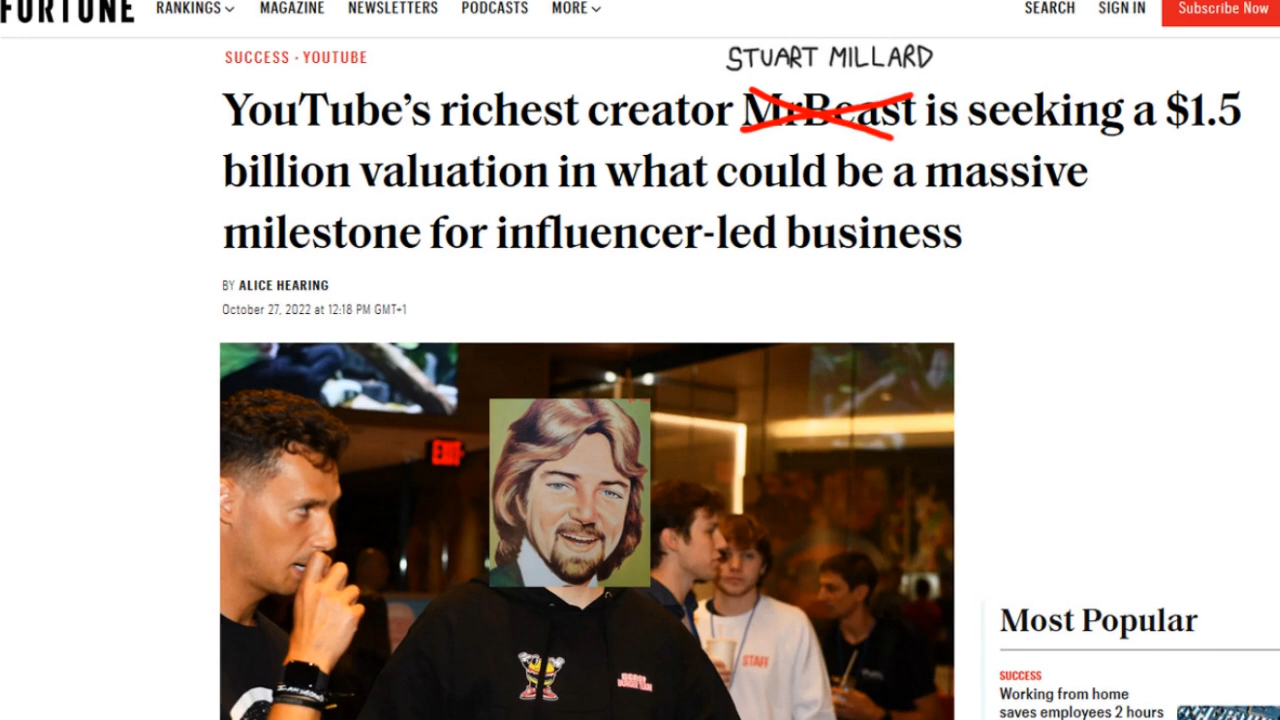 FORTUNE RANKINGS MAGAZINE NEWSLETTERS PODCASTS MORE SEARCH SIGN IN Subscribe Now
SUCCESS · YOUTUBE
STUART MILLARD
YouTube’s richest creator MrBeast is seeking a $1.5
billion valuation in what could be a massive
milestone for influencer-led business
BY ALICE HEARING
October 27, 2022 at 12:18 PM GMT+1
EXIT
STAFF
Most Popular
SUCCESS
Working from home
saves employees 2 hours